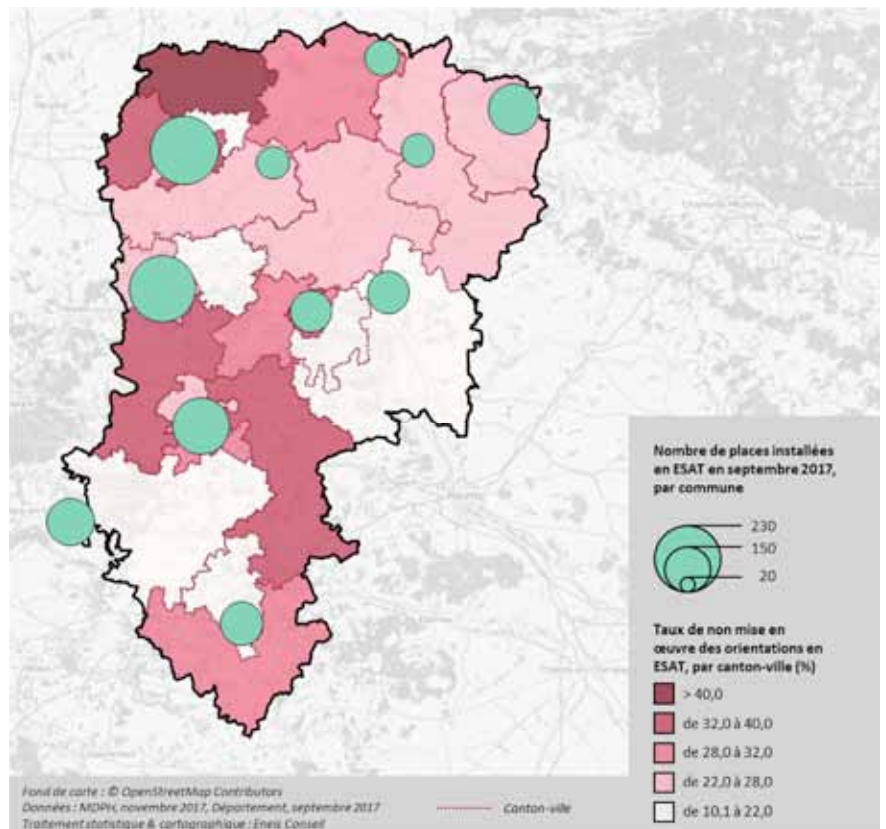 Nombre de places installées
en ESAT en septembre 2017,
par commune
230
150
20
Taux de non mise en
œuvre des orientations en
ESAT, par canton-ville (%)
> 40,0
de 32,0 à 40,0
de 28,0 à 32,0
de 22,0 à 28,0
de 10,1 à 22,0
Fond de carte : © OpenStreetMap Contributors
Données : MDPH, novembre 2017, Département, septembre 2017
Traitement statistique & cartographique : Eneis Conseil
Canton-ville